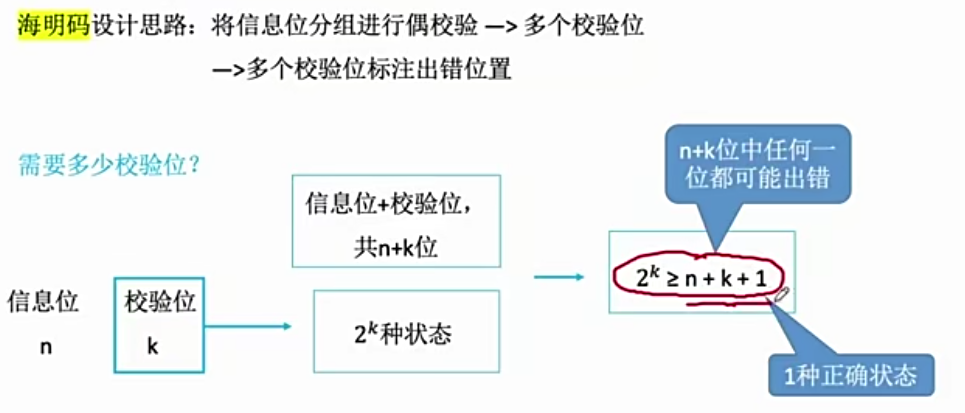 海明码设计思路：将信息位分组进行偶校验 —> 多个校验位
—>多个校验位标注出错位置
需要多少校验位？
n+k位中任何一
位都可能出错
信息位+校验位，
共n+k位
2^k ≥ n + k + 1
信息位
n
校验位
k
2^k种状态
1种正确状态